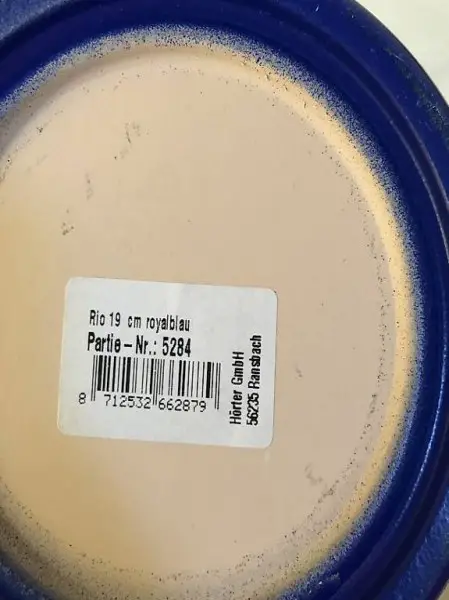 Rio 19 cm royalblau
Partie – Nr.: 5284
8 712532 662879
Hörter GmbH
56235 Ransbach